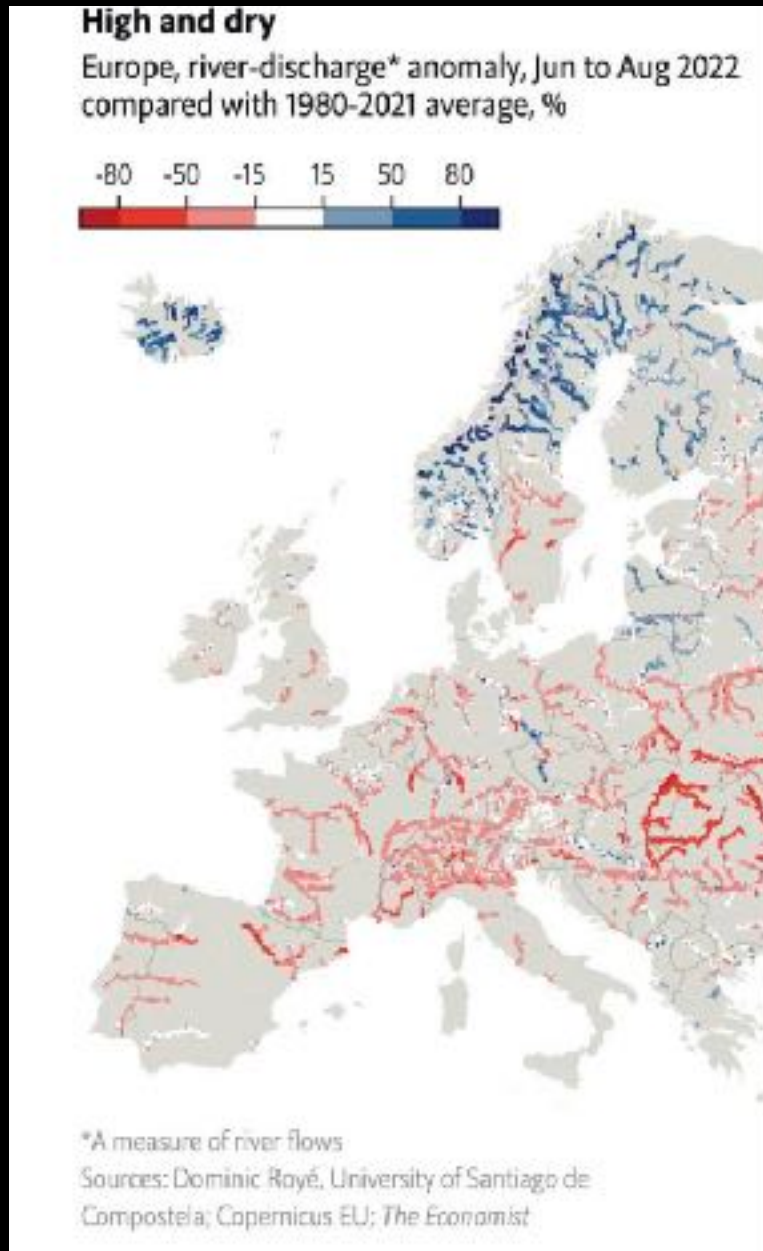 High and dry
Europe, river-discharge* anomaly, Jun to Aug 2022
compared with 1980-2021 average, %
-80 -50 -15 15 50 80
*A measure of river flows
Sources: Dominic Royé, University of Santiago de
Compostela; Copernicus EU; The Economist